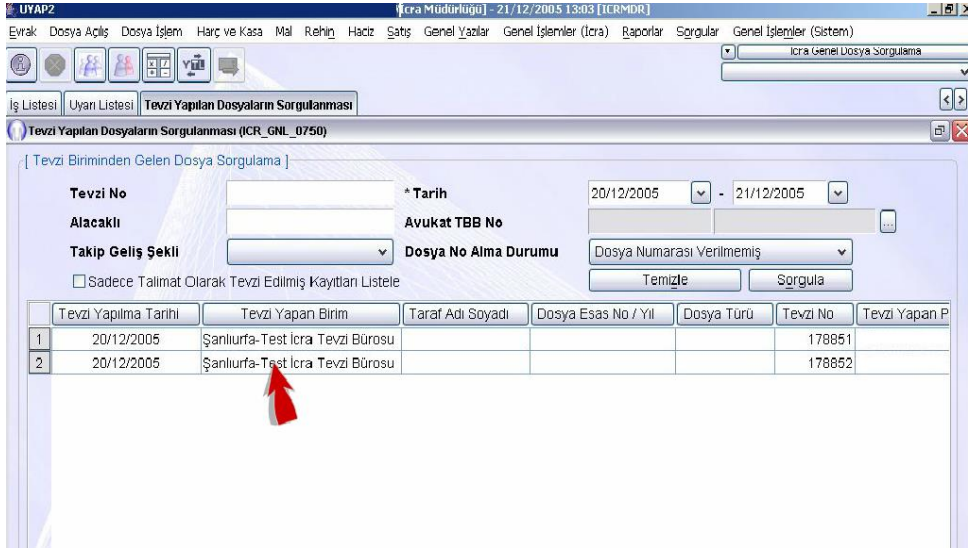 UYAP2 [İcra Müdürlüğü] - 21/12/2005 13:03 [ICRMDR]
Evrak Dosya Açılış Dosya İşlem Harç ve Kasa Mal Rehin Haciz Satış Genel Yazılar Genel İşlemler (İcra) Raporlar Sorgular Genel İşlemler (Sistem)
İcra Genel Dosya Sorgulama
İş Listesi Uyarı Listesi Tevzi Yapılan Dosyaların Sorgulanması
Tevzi Yapılan Dosyaların Sorgulanması (ICR_GNL_0750)
[ Tevzi Biriminden Gelen Dosya Sorgulama ]
Tevzi No * Tarih 20/12/2005 - 21/12/2005
Alacaklı Avukat TBB No ...
Takip Geliş Şekli Dosya No Alma Durumu Dosya Numarası Verilmemiş
Sadece Talimat Olarak Tevzi Edilmiş Kayıtları Listele Temizle Sorgula
Tevzi Yapılma Tarihi Tevzi Yapan Birim Taraf Adı Soyadı Dosya Esas No / Yıl Dosya Türü Tevzi No Tevzi Yapan P
1 20/12/2005 Şanlıurfa-Test İcra Tevzi Bürosu 178851
2 20/12/2005 Şanlıurfa-Test İcra Tevzi Bürosu 178852